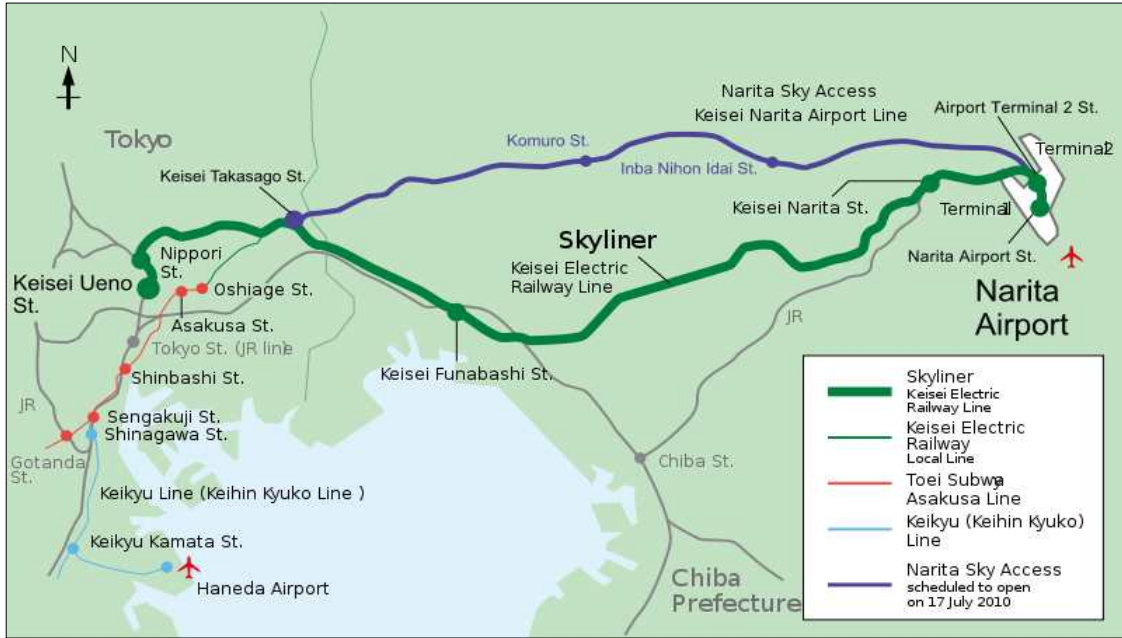 N
Tokyo
Narita Sky Access
Keisei Narita Airport Line
Airport Terminal 2 St.
Terminal2
Komuro St.
Inba Nihon Idai St.
Keisei Takasago St.
Keisei Narita St.
Terminal1
Narita Airport St.
Skyliner
Keisei Electric
Railway Line
Nippori
St.
Keisei Ueno
St.
Oshiage St.
Asakusa St.
Tokyo St. (JR line)
Narita
Airport
JR
Shinbashi St.
Keisei Funabashi St.
JR
Sengakuji St.
Shinagawa St.
Gotanda
St.
Chiba St.
Keikyu Line (Keihin Kyuko Line )
Keikyu Kamata St.
Haneda Airport
Chiba
Prefecture
Skyliner
Keisei Electric
Railway Line
Keisei Electric
Railway
Local Line
Toei Subway
Asakusa Line
Keikyu (Keihin Kyuko)
Line
Narita Sky Access
scheduled to open
on 17 July 2010